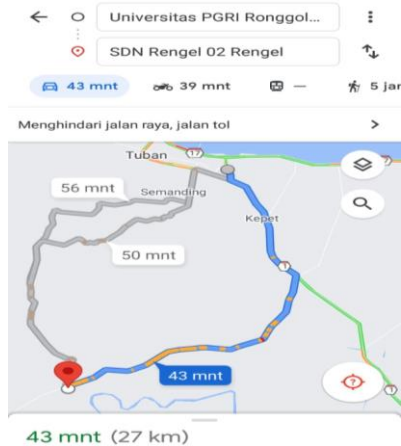 Universitas PGRI Ronggol...
SDN Rengel 02 Rengel
43 mnt
39 mnt
—
5 jar
Menghindari jalan raya, jalan tol
Tuban
17
56 mnt
Semanding
Kepet
50 mnt
1
43 mnt
43 mnt (27 km)